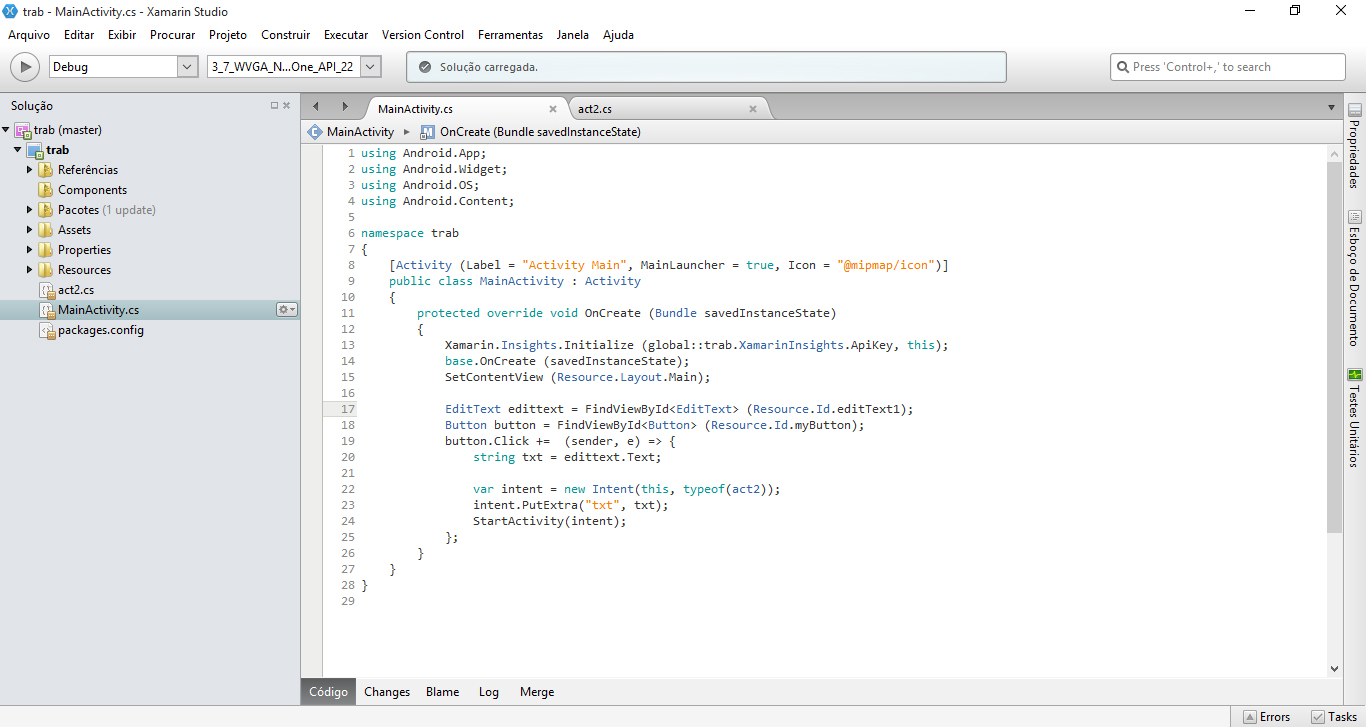 trab - MainActivity.cs - Xamarin Studio
Arquivo Editar Exibir Procurar Projeto Construir Executar Version Control Ferramentas Janela Ajuda
Debug 3_7_WVGA_N...One_API_22 Solução carregada. Press 'Control+,' to search
Solução
trab (master)
trab
Referências
Components
Pacotes (1 update)
Assets
Properties
Resources
act2.cs
MainActivity.cs
packages.config
MainActivity.cs act2.cs
MainActivity OnCreate (Bundle savedInstanceState)
1 using Android.App;
2 using Android.Widget;
3 using Android.OS;
4 using Android.Content;
5
6 namespace trab
7 {
8 [Activity (Label = "Activity Main", MainLauncher = true, Icon = "@mipmap/icon")]
9 public class MainActivity : Activity
10 {
11 protected override void OnCreate (Bundle savedInstanceState)
12 {
13 Xamarin.Insights.Initialize (global::trab.XamarinInsights.ApiKey, this);
14 base.OnCreate (savedInstanceState);
15 SetContentView (Resource.Layout.Main);
16
17 EditText edittext = FindViewById<EditText> (Resource.Id.editText1);
18 Button button = FindViewById<Button> (Resource.Id.myButton);
19 button.Click += (sender, e) => {
20 string txt = edittext.Text;
21
22 var intent = new Intent(this, typeof(act2));
23 intent.PutExtra("txt", txt);
24 StartActivity(intent);
25 };
26 }
27 }
28 }
29
Código Changes Blame Log Merge
Propriedades
Esboço de Documento
Testes Unitários
Errors Tasks